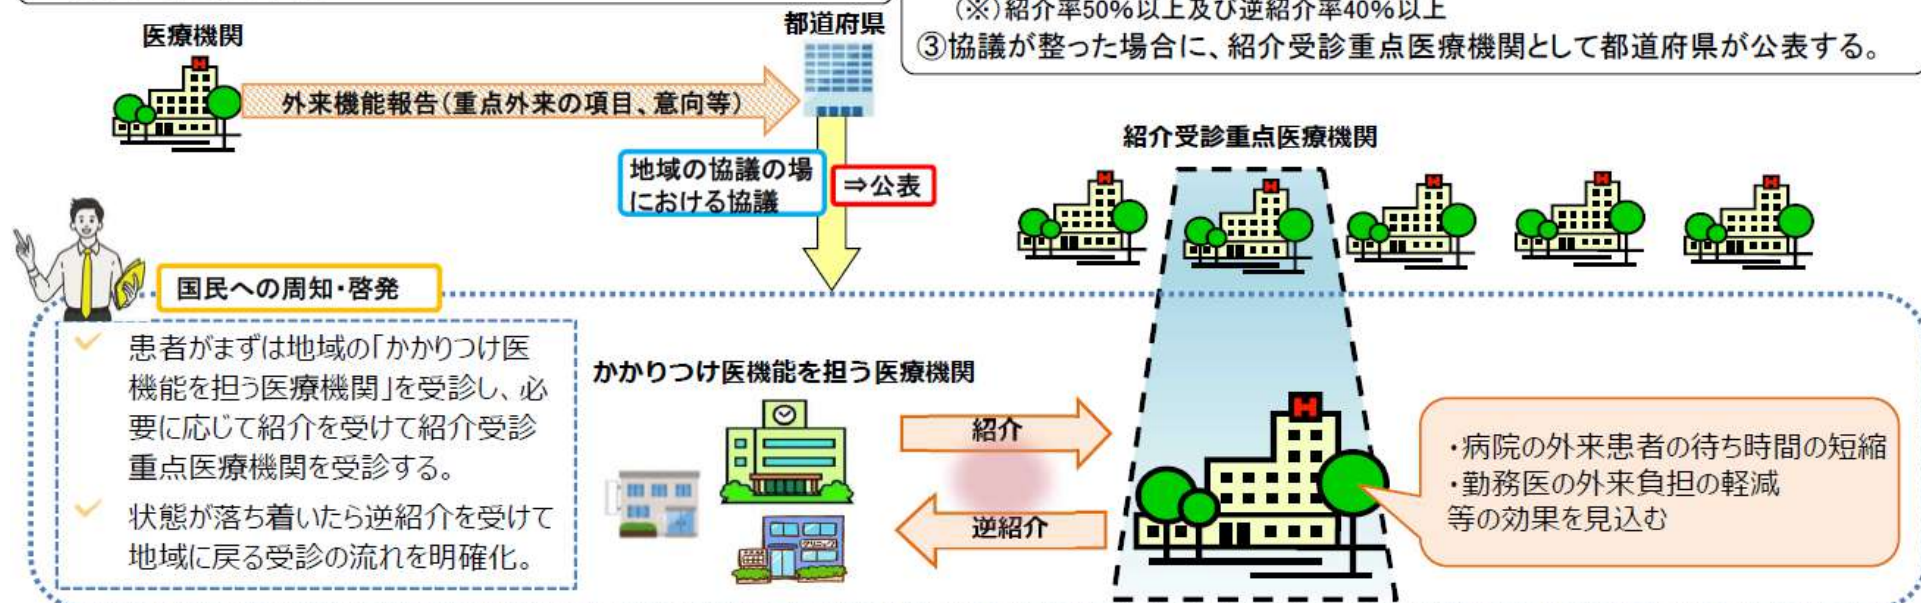 (※)紹介率50%以上及び逆紹介率40%以上
③協議が整った場合に、紹介受診重点医療機関として都道府県が公表する。
都道府県
医療機関
外来機能報告(重点外来の項目、意向等)
紹介受診重点医療機関
地域の協議の場
における協議
⇒公表
国民への周知・啓発
患者がまずは地域の「かかりつけ医
機能を担う医療機関」を受診し、必
要に応じて紹介を受けて紹介受診
重点医療機関を受診する。
状態が落ち着いたら逆紹介を受けて
地域に戻る受診の流れを明確化。
かかりつけ医機能を担う医療機関
紹介
逆紹介
・病院の外来患者の待ち時間の短縮
・勤務医の外来負担の軽減
等の効果を見込む